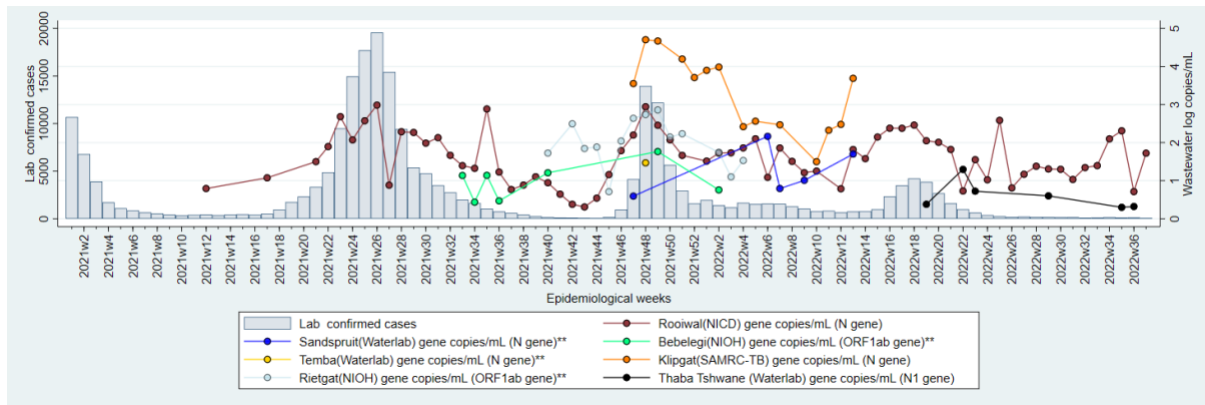 20000
15000
10000
5000
0
Lab confirmed cases
5
4
3
2
1
0
Wastewater log copies/mL
2021w2
2021w4
2021w6
2021w8
2021w10
2021w12
2021w14
2021w16
2021w18
2021w20
2021w22
2021w24
2021w26
2021w28
2021w30
2021w32
2021w34
2021w36
2021w38
2021w40
2021w42
2021w44
2021w46
2021w48
2021w50
2021w52
2022w2
2022w4
2022w6
2022w8
2022w10
2022w12
2022w14
2022w16
2022w18
2022w20
2022w22
2022w24
2022w26
2022w28
2022w30
2022w32
2022w34
2022w36
Epidemiological weeks
Lab confirmed cases
Rooiwal(NICD) gene copies/mL (N gene)
Sandspruit(Waterlab) gene copies/mL (N gene)**
Bebelegi(NIOH) gene copies/mL (ORF1ab gene)**
Temba(Waterlab) gene copies/mL (N gene)**
Klipgat(SAMRC-TB) gene copies/mL (N gene)
Rietgat(NIOH) gene copies/mL (ORF1ab gene)**
Thaba Tshwane (Waterlab) gene copies/mL (N1 gene)